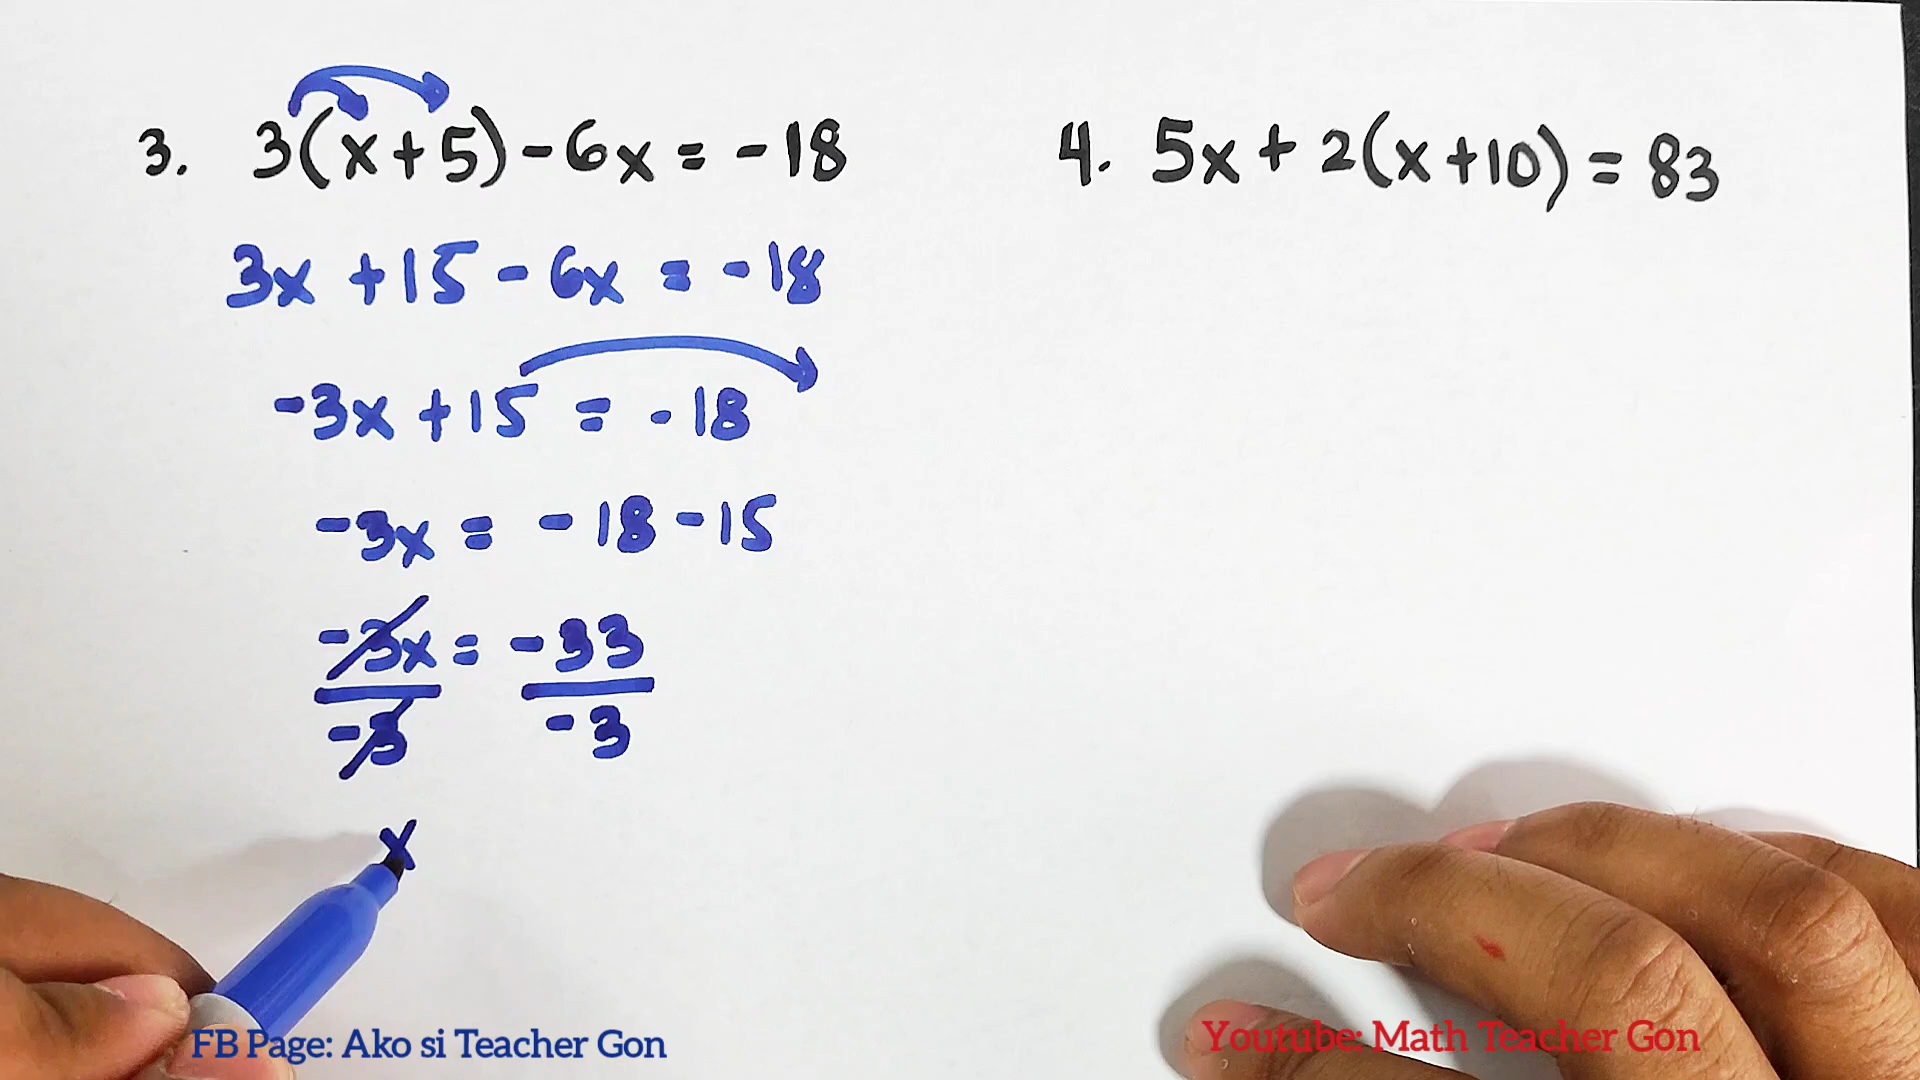 3. 3(x+5)-6x = -18
3x +15 - 6x = -18
-3x +15 = -18
-3x = -18 -15
-3x = -33
-3 -3
x
4. 5x + 2(x+10) = 83
FB Page: Ako si Teacher Gon
Youtube: Math Teacher Gon